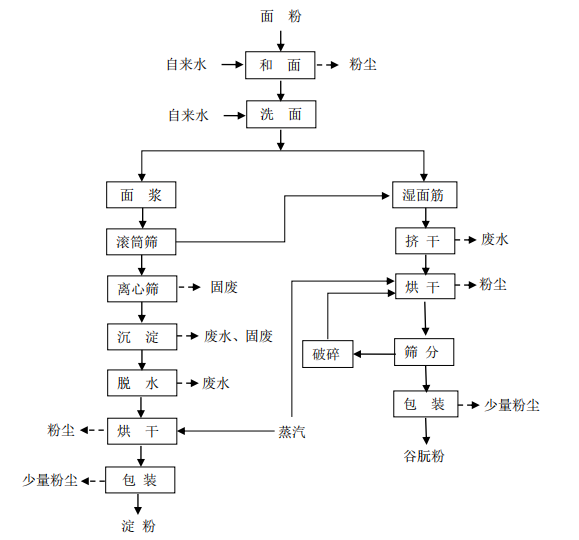 面 粉
自来水
和 面
粉尘
自来水
洗 面
面 浆
湿面筋
滚筒筛
挤 干
废水
离心筛
固废
烘 干
粉尘
沉 淀
废水、固废
破碎
筛 分
脱 水
废水
包 装
少量粉尘
粉尘
烘 干
蒸汽
谷朊粉
少量粉尘
包 装
淀 粉